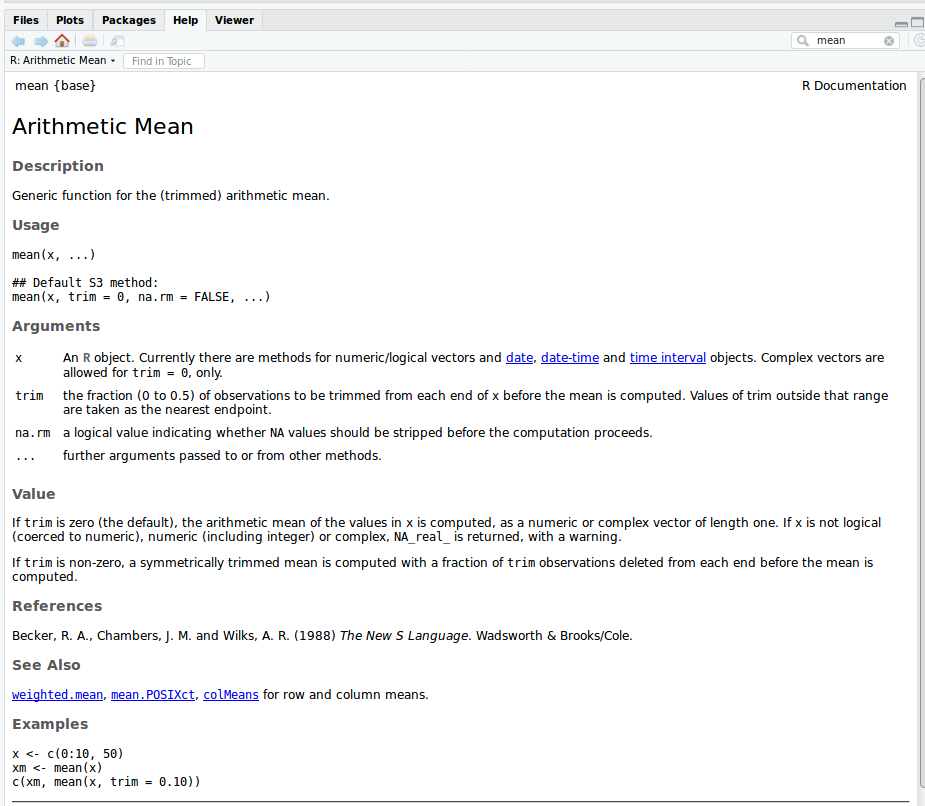 Files Plots Packages Help Viewer
mean
R: Arithmetic Mean Find in Topic
mean {base} R Documentation
Arithmetic Mean
Description
Generic function for the (trimmed) arithmetic mean.
Usage
mean(x, ...)
## Default S3 method:
mean(x, trim = 0, na.rm = FALSE, ...)
Arguments
x An R object. Currently there are methods for numeric/logical vectors and date, date-time and time interval objects. Complex vectors are
allowed for trim = 0, only.
trim the fraction (0 to 0.5) of observations to be trimmed from each end of x before the mean is computed. Values of trim outside that range
are taken as the nearest endpoint.
na.rm a logical value indicating whether NA values should be stripped before the computation proceeds.
... further arguments passed to or from other methods.
Value
If trim is zero (the default), the arithmetic mean of the values in x is computed, as a numeric or complex vector of length one. If x is not logical
(coerced to numeric), numeric (including integer) or complex, NA_real_ is returned, with a warning.
If trim is non-zero, a symmetrically trimmed mean is computed with a fraction of trim observations deleted from each end before the mean is
computed.
References
Becker, R. A., Chambers, J. M. and Wilks, A. R. (1988) The New S Language. Wadsworth & Brooks/Cole.
See Also
weighted.mean, mean.POSIXct, colMeans for row and column means.
Examples
x <- c(0:10, 50)
xm <- mean(x)
c(xm, mean(x, trim = 0.10))